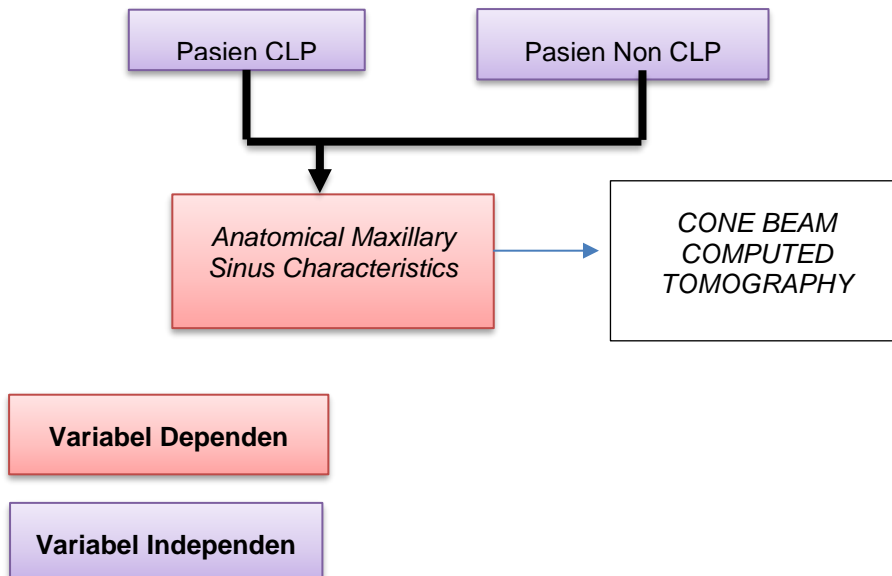 Pasien CLP
Pasien Non CLP
Anatomical Maxillary
Sinus Characteristics
CONE BEAM
COMPUTED
TOMOGRAPHY
Variabel Dependen
Variabel Independen